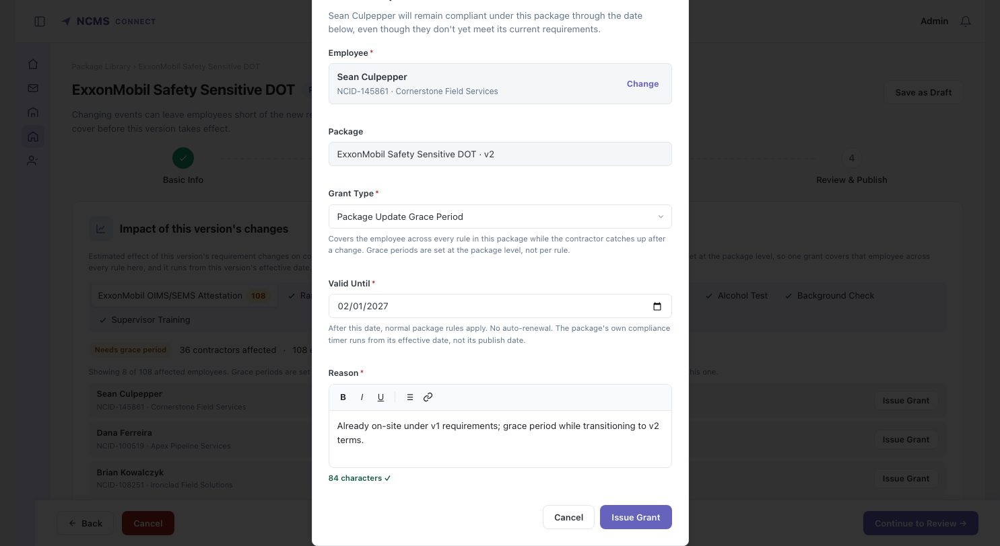 NCMS CONNECT
Admin
Package Library › ExxonMobil Safety Sensitive DOT
ExxonMobil Safety Sensitive DOT
Save as Draft
Changing events can leave employees short of the new
cover before this version takes effect.
Basic Info
4
Review & Publish
Impact of this version's changes
Estimated effect of this version's requirement changes on
et at the package level, so one grant covers that employee across
every rule here, and it runs from this version's effective date.
ExxonMobil OIMS/SEMS Attestation 108
Alcohol Test
Background Check
Supervisor Training
Needs grace period 36 contractors affected · 108
Showing 8 of 108 affected employees. Grace periods are set
his one.
Sean Culpepper
NCID-145861 · Cornerstone Field Services
Issue Grant
Dana Ferreira
NCID-100519 · Apex Pipeline Services
Issue Grant
Brian Kowalczyk
NCID-108251 · Ironclad Field Solutions
Issue Grant
← Back
Cancel
Continue to Review →
Sean Culpepper will remain compliant under this package through the date
below, even though they don't yet meet its current requirements.
Employee *
Sean Culpepper
NCID-145861 · Cornerstone Field Services
Change
Package
ExxonMobil Safety Sensitive DOT · v2
Grant Type *
Package Update Grace Period
Covers the employee across every rule in this package while the contractor catches up after
a change. Grace periods are set at the package level, not per rule.
Valid Until *
02/01/2027
After this date, normal package rules apply. No auto-renewal. The package's own compliance
timer runs from its effective date, not its publish date.
Reason *
B I U
Already on-site under v1 requirements; grace period while transitioning to v2
terms.
84 characters ✓
Cancel
Issue Grant